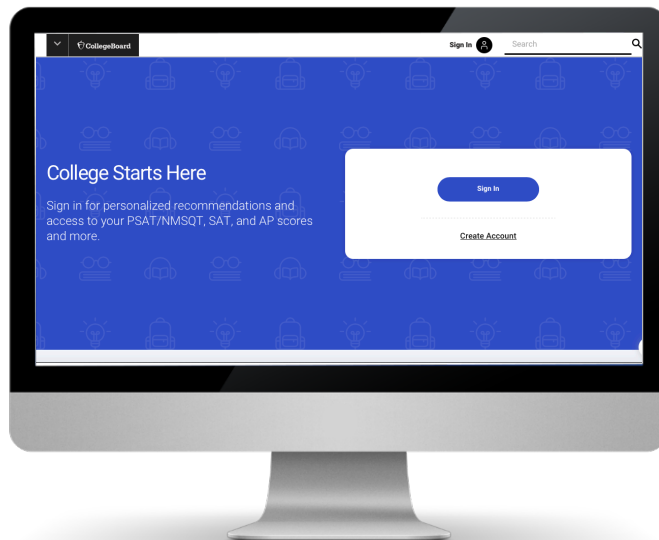 CollegeBoard
Sign In
Search
College Starts Here
Sign in for personalized recommendations and
access to your PSAT/NMSQT, SAT, and AP scores
and more.
Sign In
Create Account